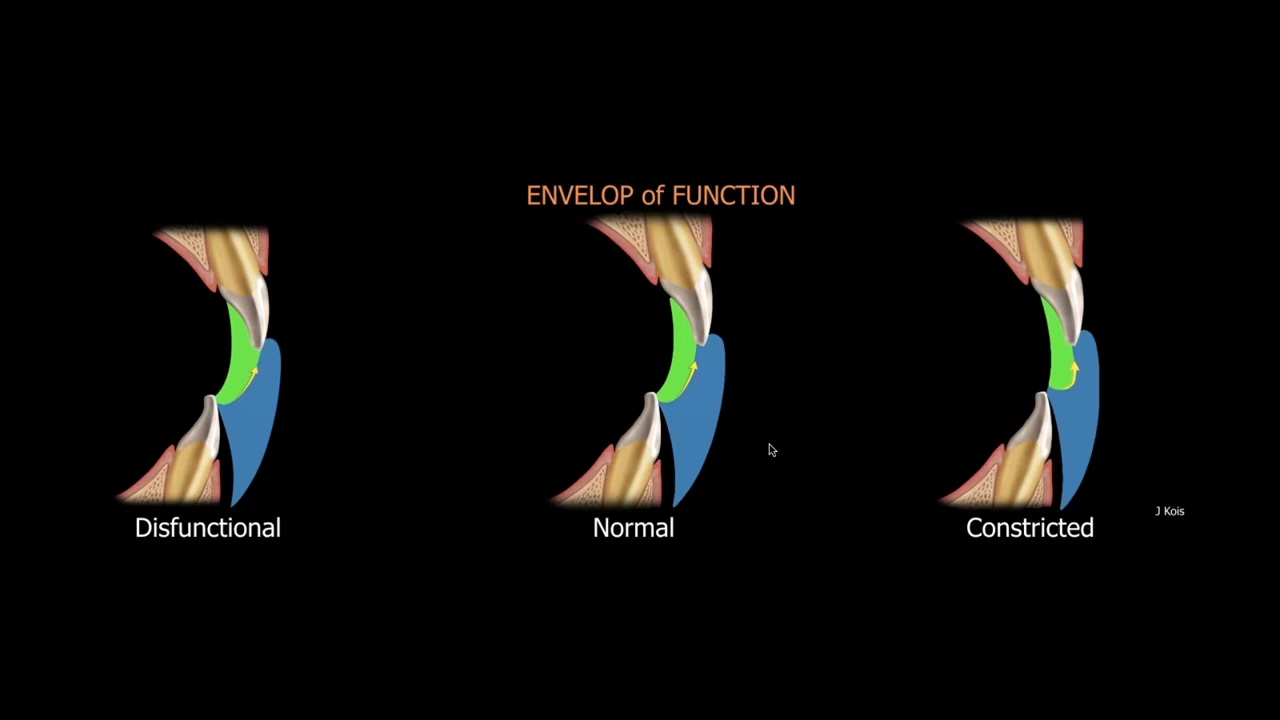 ENVELOP of FUNCTION
Disfunctional
Normal
Constricted
J Kois